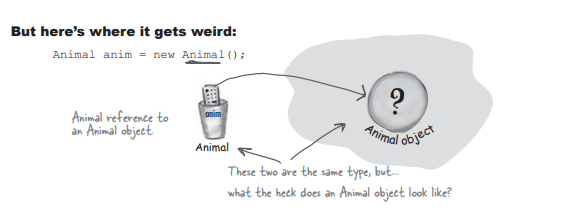 But here's where it gets weird:
Animal anim = new Animal();
Animal reference to
an Animal object
anim
Animal
?
Animal object
These two are the same type, but...
what the heck does an Animal object look like?